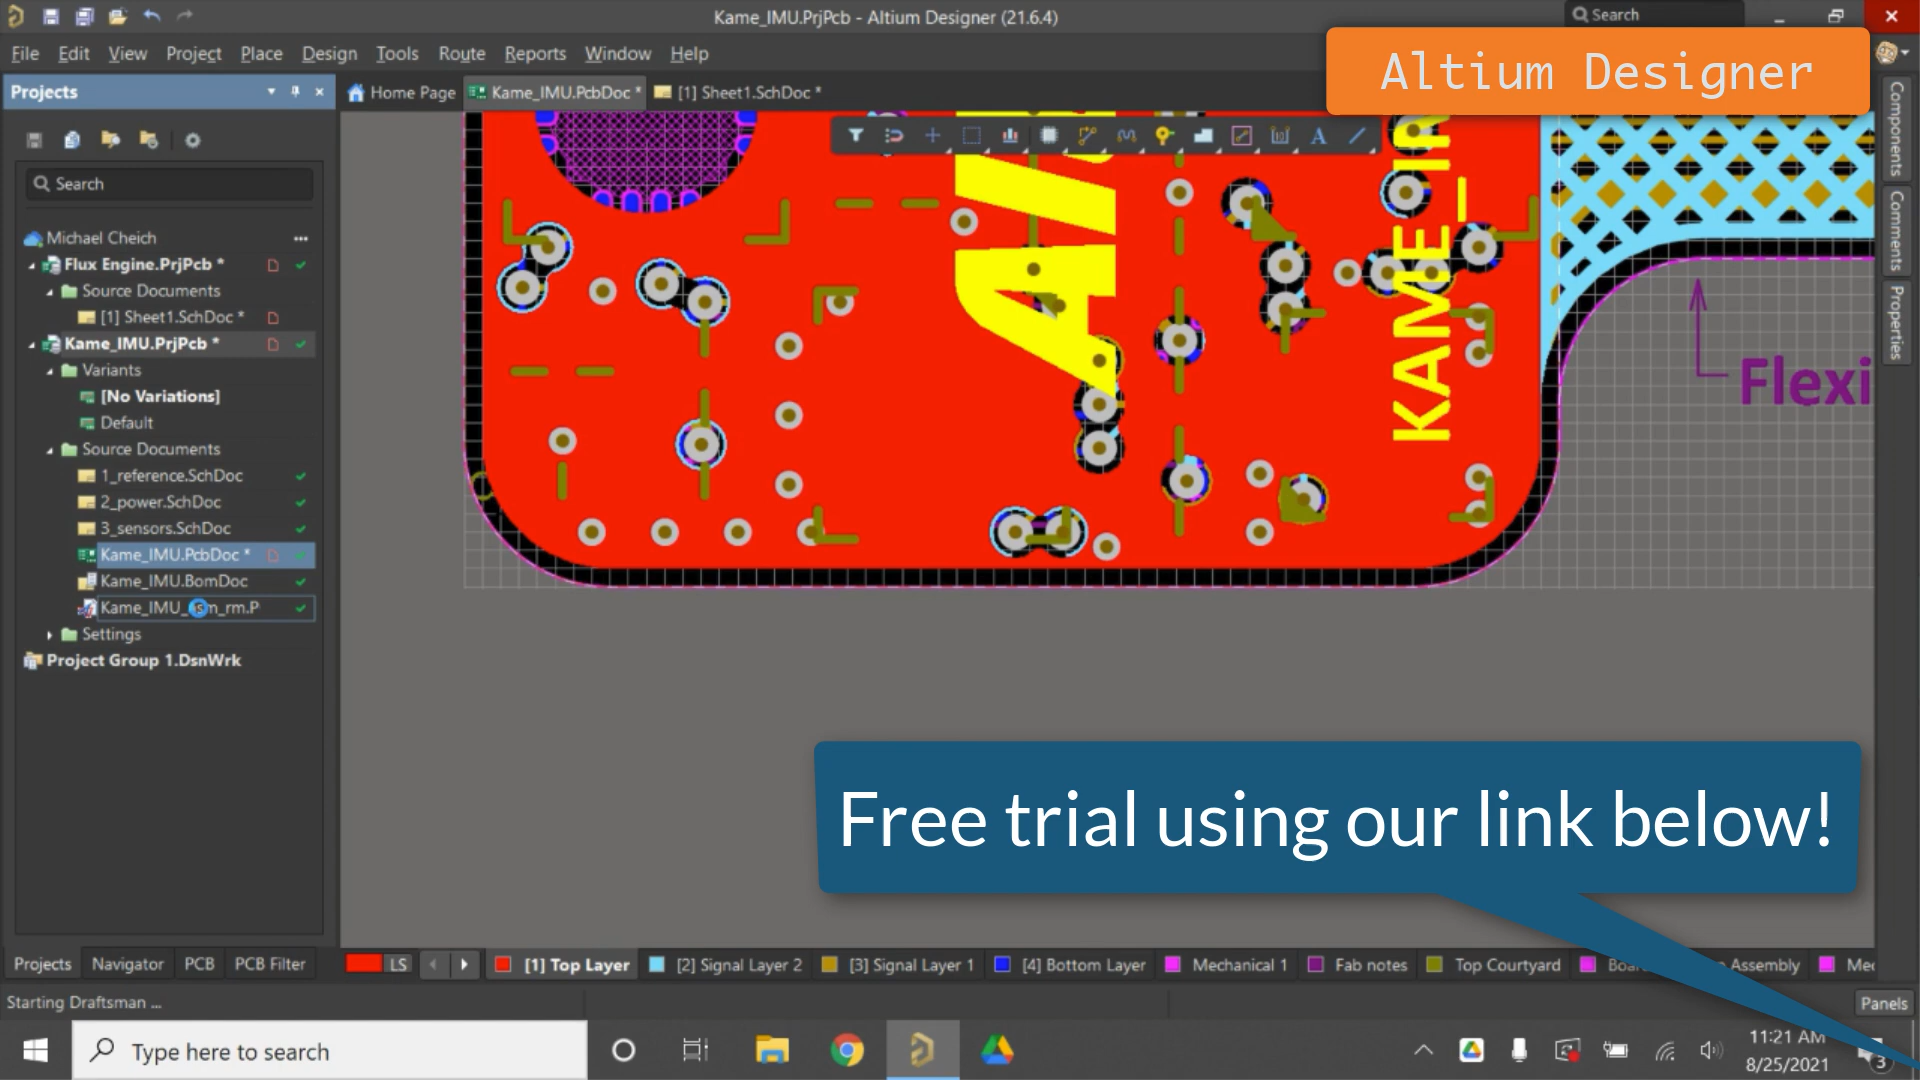 Kame_IMU.PrjPcb - Altium Designer (21.6.4)
Search
File Edit View Project Place Design Tools Route Reports Window Help
Altium Designer
Projects
Home Page
Kame_IMU.PcbDoc *
[1] Sheet1.SchDoc *
Search
Michael Cheich
Flux Engine.PrjPcb *
Source Documents
[1] Sheet1.SchDoc *
Kame_IMU.PrjPcb *
Variants
[No Variations]
Default
Source Documents
1_reference.SchDoc
2_power.SchDoc
3_sensors.SchDoc
Kame_IMU.PcbDoc *
Kame_IMU.BomDoc
Settings
Project Group 1.DsnWrk
KAME_
Flexi
Components
Comments
Properties
Free trial using our link below!
Projects Navigator PCB PCB Filter
LS
[1] Top Layer
[2] Signal Layer 2
[3] Signal Layer 1
[4] Bottom Layer
Mechanical 1
Fab notes
Top Courtyard
Assembly
Starting Draftsman ...
Panels
Type here to search
11:21 AM
8/25/2021
3